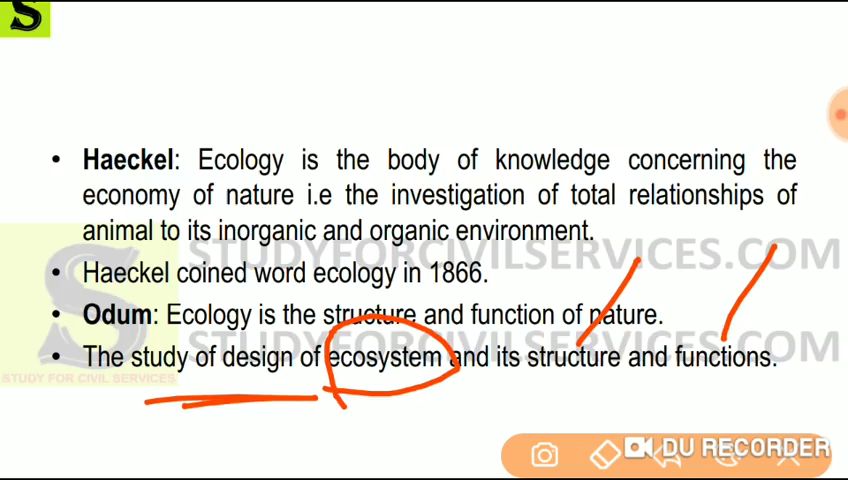 S
• Haeckel: Ecology is the body of knowledge concerning the
economy of nature i.e the investigation of total relationships of
animal to its inorganic and organic environment.
STUDYFORCIVILSERVICES.COM
• Haeckel coined word ecology in 1866.
• Odum: Ecology is the structure and function of nature.
STUDYFORCIVILSERVICES.COM
• The study of design of ecosystem and its structure and functions.
S
STUDY FOR CIVIL SERVICES
DU RECORDER